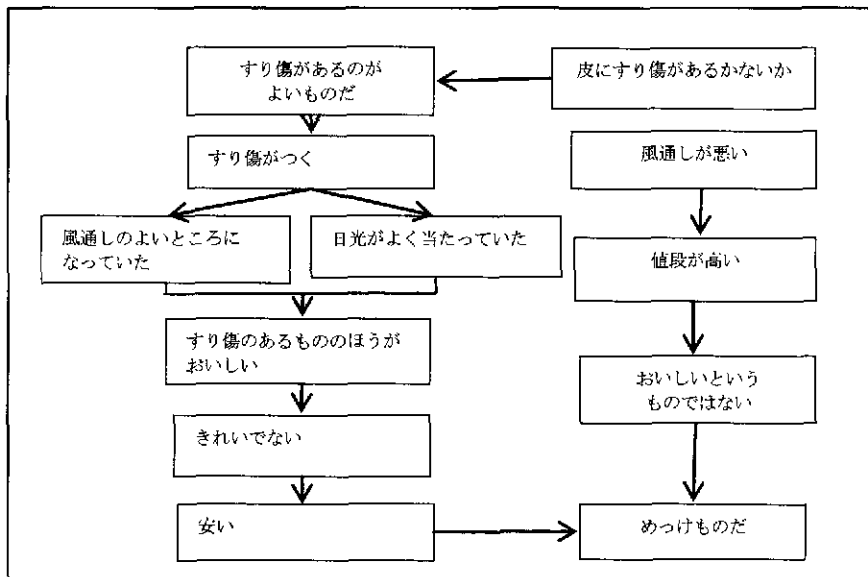 すり傷があるのが
よいものだ
皮にすり傷があるかないか
すり傷がつく
風通しが悪い
風通しのよいところに
なっていた
日光がよく当たっていた
値段が高い
すり傷のあるもののほうが
おいしい
おいしいという
ものではない
きれいでない
安い
めっけものだ